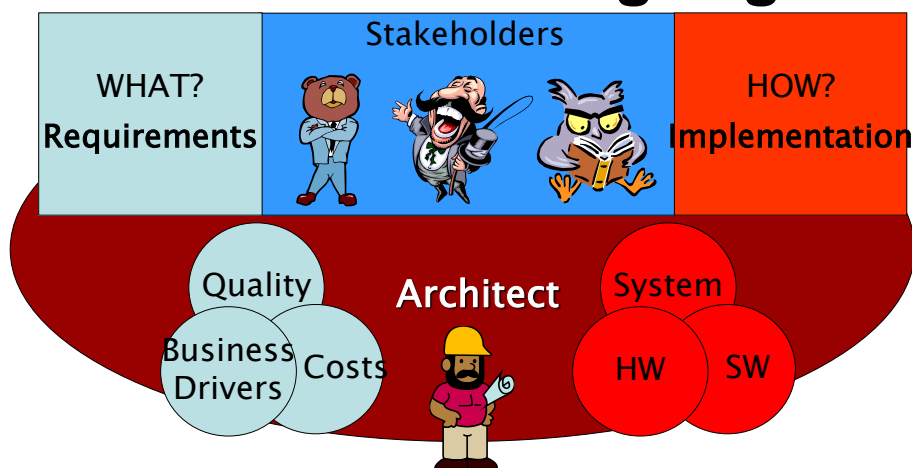 Stakeholders
WHAT?
Requirements
HOW?
Implementation
Quality
Business
Drivers
Costs
Architect
System
HW
SW